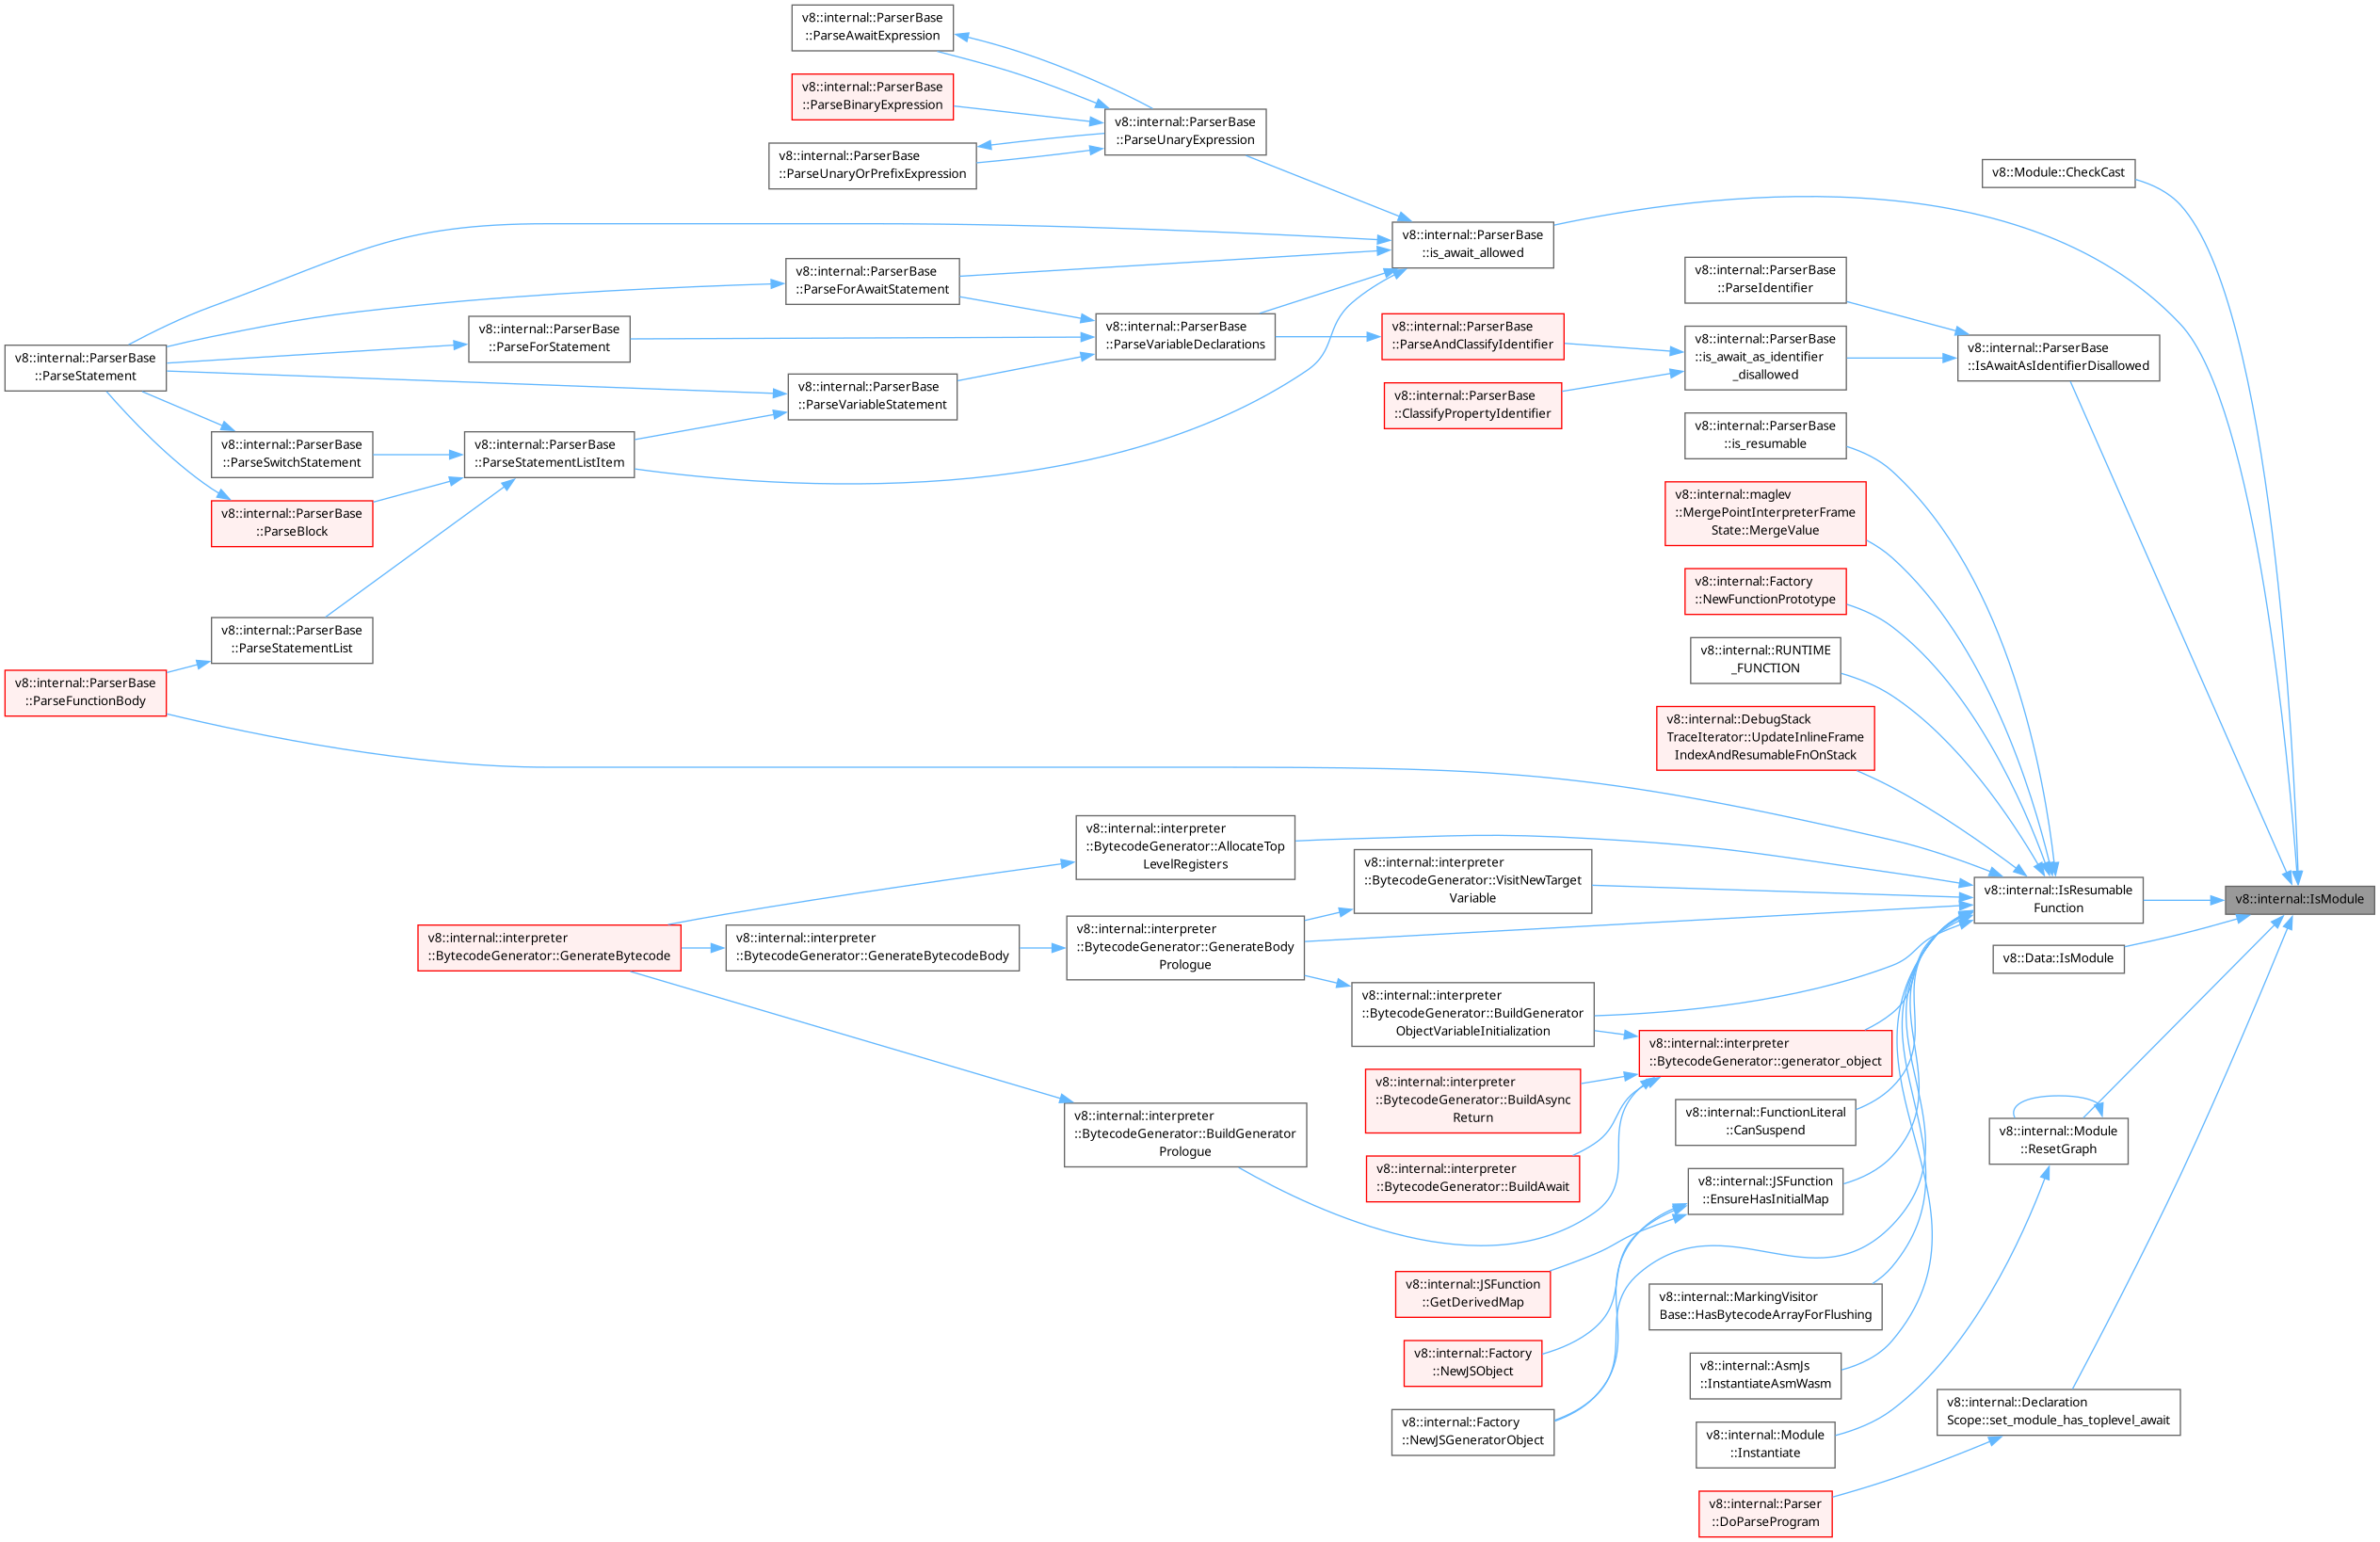 v8::internal::ParserBase
::ParseAwaitExpression
v8::internal::ParserBase
::ParseBinaryExpression
v8::internal::ParserBase
::ParseUnaryExpression
v8::internal::ParserBase
::ParseUnaryOrPrefixExpression
v8::Module::CheckCast
v8::internal::ParserBase
::is_await_allowed
v8::internal::ParserBase
::ParseForAwaitStatement
v8::internal::ParserBase
::ParseIdentifier
v8::internal::ParserBase
::ParseForStatement
v8::internal::ParserBase
::ParseVariableDeclarations
v8::internal::ParserBase
::ParseAndClassifyIdentifier
v8::internal::ParserBase
::is_await_as_identifier
_disallowed
v8::internal::ParserBase
::IsAwaitAsIdentifierDisallowed
v8::internal::ParserBase
::ParseStatement
v8::internal::ParserBase
::ParseVariableStatement
v8::internal::ParserBase
::ClassifyPropertyIdentifier
v8::internal::ParserBase
::is_resumable
v8::internal::ParserBase
::ParseSwitchStatement
v8::internal::ParserBase
::ParseStatementListItem
v8::internal::maglev
::MergePointInterpreterFrame
State::MergeValue
v8::internal::ParserBase
::ParseBlock
v8::internal::Factory
::NewFunctionPrototype
v8::internal::ParserBase
::ParseStatementList
v8::internal::RUNTIME
_FUNCTION
v8::internal::ParserBase
::ParseFunctionBody
v8::internal::DebugStack
TraceIterator::UpdateInlineFrame
IndexAndResumableFnOnStack
v8::internal::interpreter
::BytecodeGenerator::AllocateTop
LevelRegisters
v8::internal::interpreter
::BytecodeGenerator::VisitNewTarget
Variable
v8::internal::IsResumable
Function
v8::internal::IsModule
v8::internal::interpreter
::BytecodeGenerator::GenerateBytecode
v8::internal::interpreter
::BytecodeGenerator::GenerateBytecodeBody
v8::internal::interpreter
::BytecodeGenerator::GenerateBody
Prologue
v8::Data::IsModule
v8::internal::interpreter
::BytecodeGenerator::BuildGenerator
ObjectVariableInitialization
v8::internal::interpreter
::BytecodeGenerator::generator_object
v8::internal::interpreter
::BytecodeGenerator::BuildAsync
Return
v8::internal::FunctionLiteral
::CanSuspend
v8::internal::interpreter
::BytecodeGenerator::BuildGenerator
Prologue
v8::internal::Module
::ResetGraph
v8::internal::interpreter
::BytecodeGenerator::BuildAwait
v8::internal::JSFunction
::EnsureHasInitialMap
v8::internal::JSFunction
::GetDerivedMap
v8::internal::MarkingVisitor
Base::HasBytecodeArrayForFlushing
v8::internal::Factory
::NewJSObject
v8::internal::AsmJs
::InstantiateAsmWasm
v8::internal::Declaration
Scope::set_module_has_toplevel_await
v8::internal::Factory
::NewJSGeneratorObject
v8::internal::Module
::Instantiate
v8::internal::Parser
::DoParseProgram